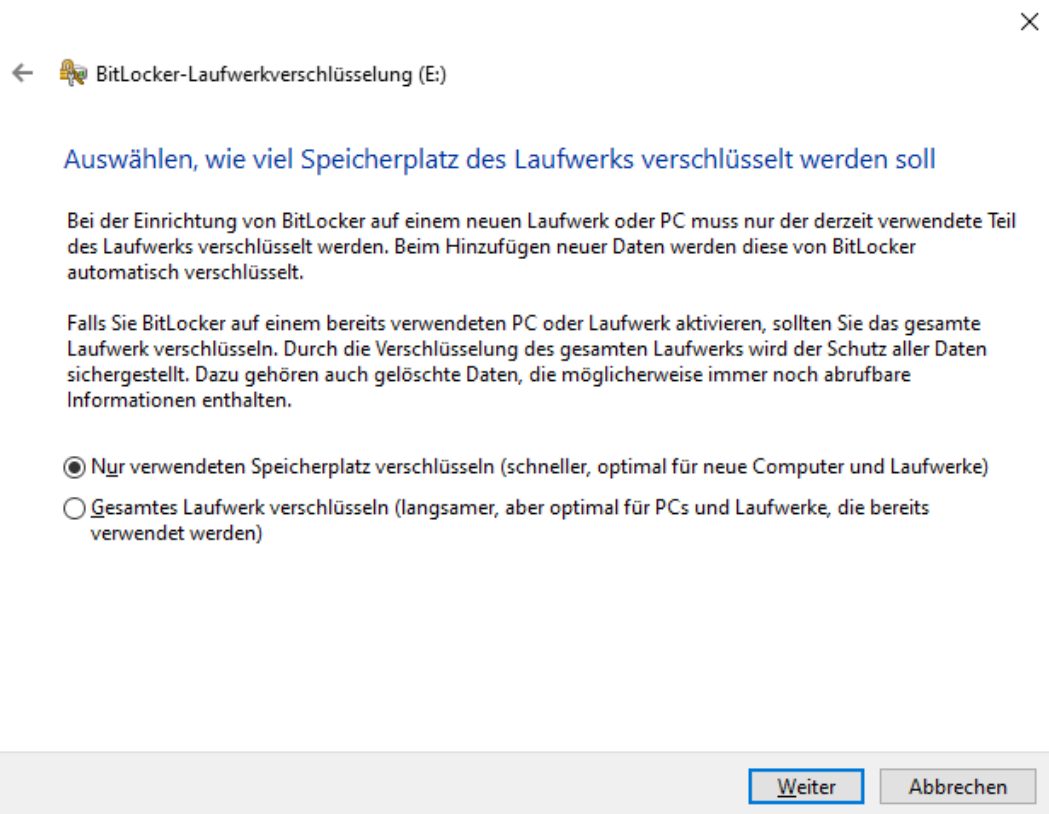 BitLocker-Laufwerkverschlüsselung (E:)
Auswählen, wie viel Speicherplatz des Laufwerks verschlüsselt werden soll
Bei der Einrichtung von BitLocker auf einem neuen Laufwerk oder PC muss nur der derzeit verwendete Teil
des Laufwerks verschlüsselt werden. Beim Hinzufügen neuer Daten werden diese von BitLocker
automatisch verschlüsselt.
Falls Sie BitLocker auf einem bereits verwendeten PC oder Laufwerk aktivieren, sollten Sie das gesamte
Laufwerk verschlüsseln. Durch die Verschlüsselung des gesamten Laufwerks wird der Schutz aller Daten
sichergestellt. Dazu gehören auch gelöschte Daten, die möglicherweise immer noch abrufbare
Informationen enthalten.
Nur verwendeten Speicherplatz verschlüsseln (schneller, optimal für neue Computer und Laufwerke)
Gesamtes Laufwerk verschlüsseln (langsamer, aber optimal für PCs und Laufwerke, die bereits
verwendet werden)
Weiter Abbrechen